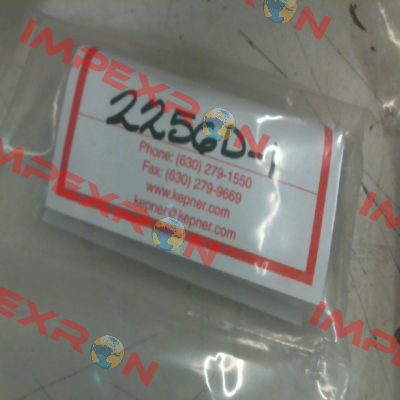 IMPEXRON
2256D-1
Phone: (630) 279-1550
Fax: (630) 279-9669
www.kepner.com
kepner@kepner.com
IMPEXRON
IMPEXRON